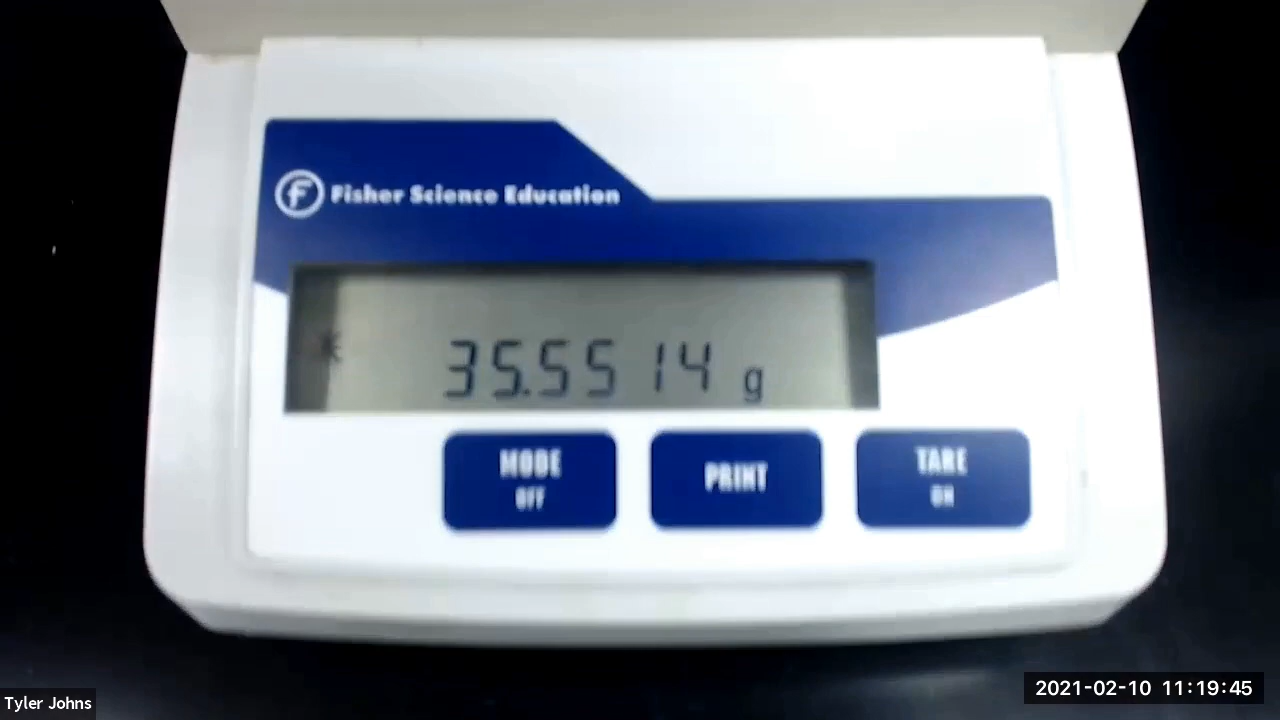 Fisher Science Education
35.5514 g
MODE
OFF
PRINT
TARE
ON
Tyler Johns
2021-02-10 11:19:45